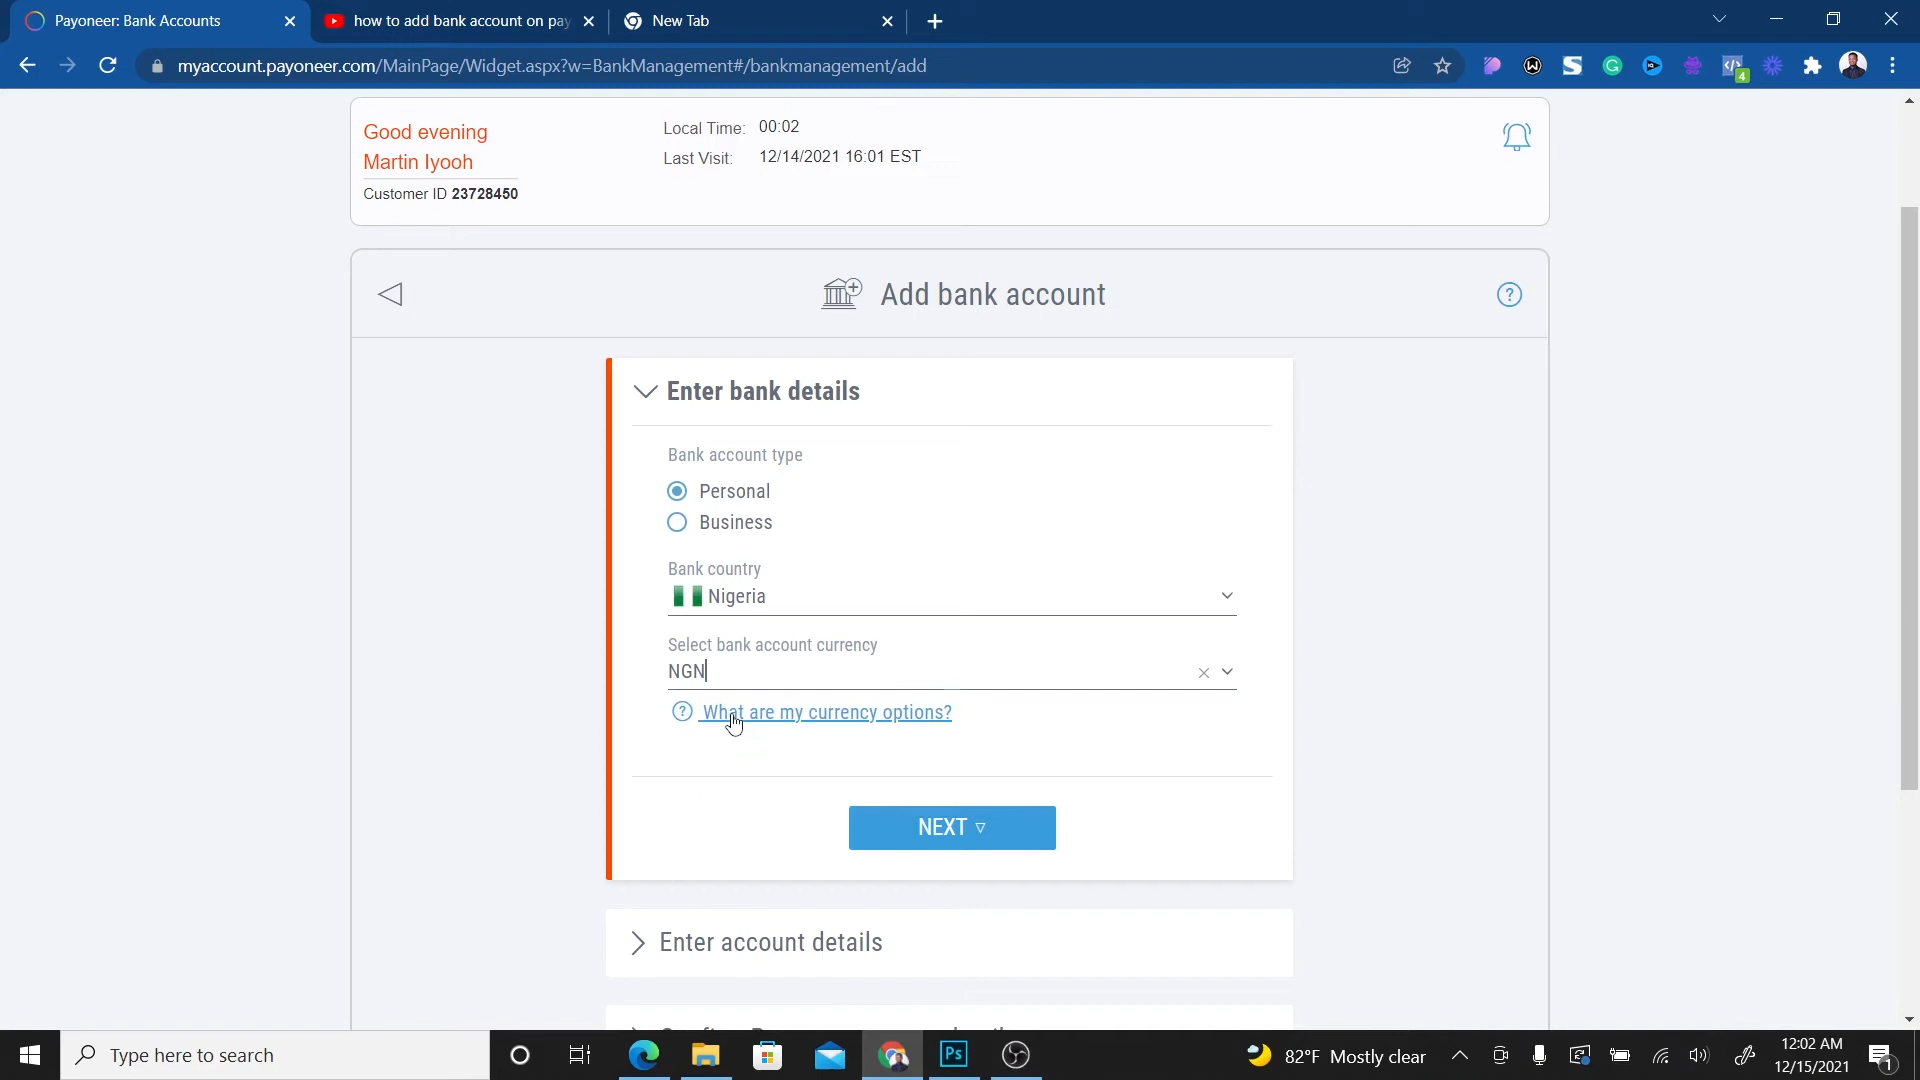 Payoneer: Bank Accounts
how to add bank account on pay
New Tab
myaccount.payoneer.com/MainPage/Widget.aspx?w=BankManagement#/bankmanagement/add
4
Good evening
Martin Iyooh
Customer ID 23728450
Local Time: 00:02
Last Visit: 12/14/2021 16:01 EST
Add bank account
?
Enter bank details
Bank account type
Personal
Business
Bank country
Nigeria
Select bank account currency
NGN
? What are my currency options?
NEXT
Enter account details
Type here to search
Ps
82°F Mostly clear
12:02 AM
12/15/2021
1